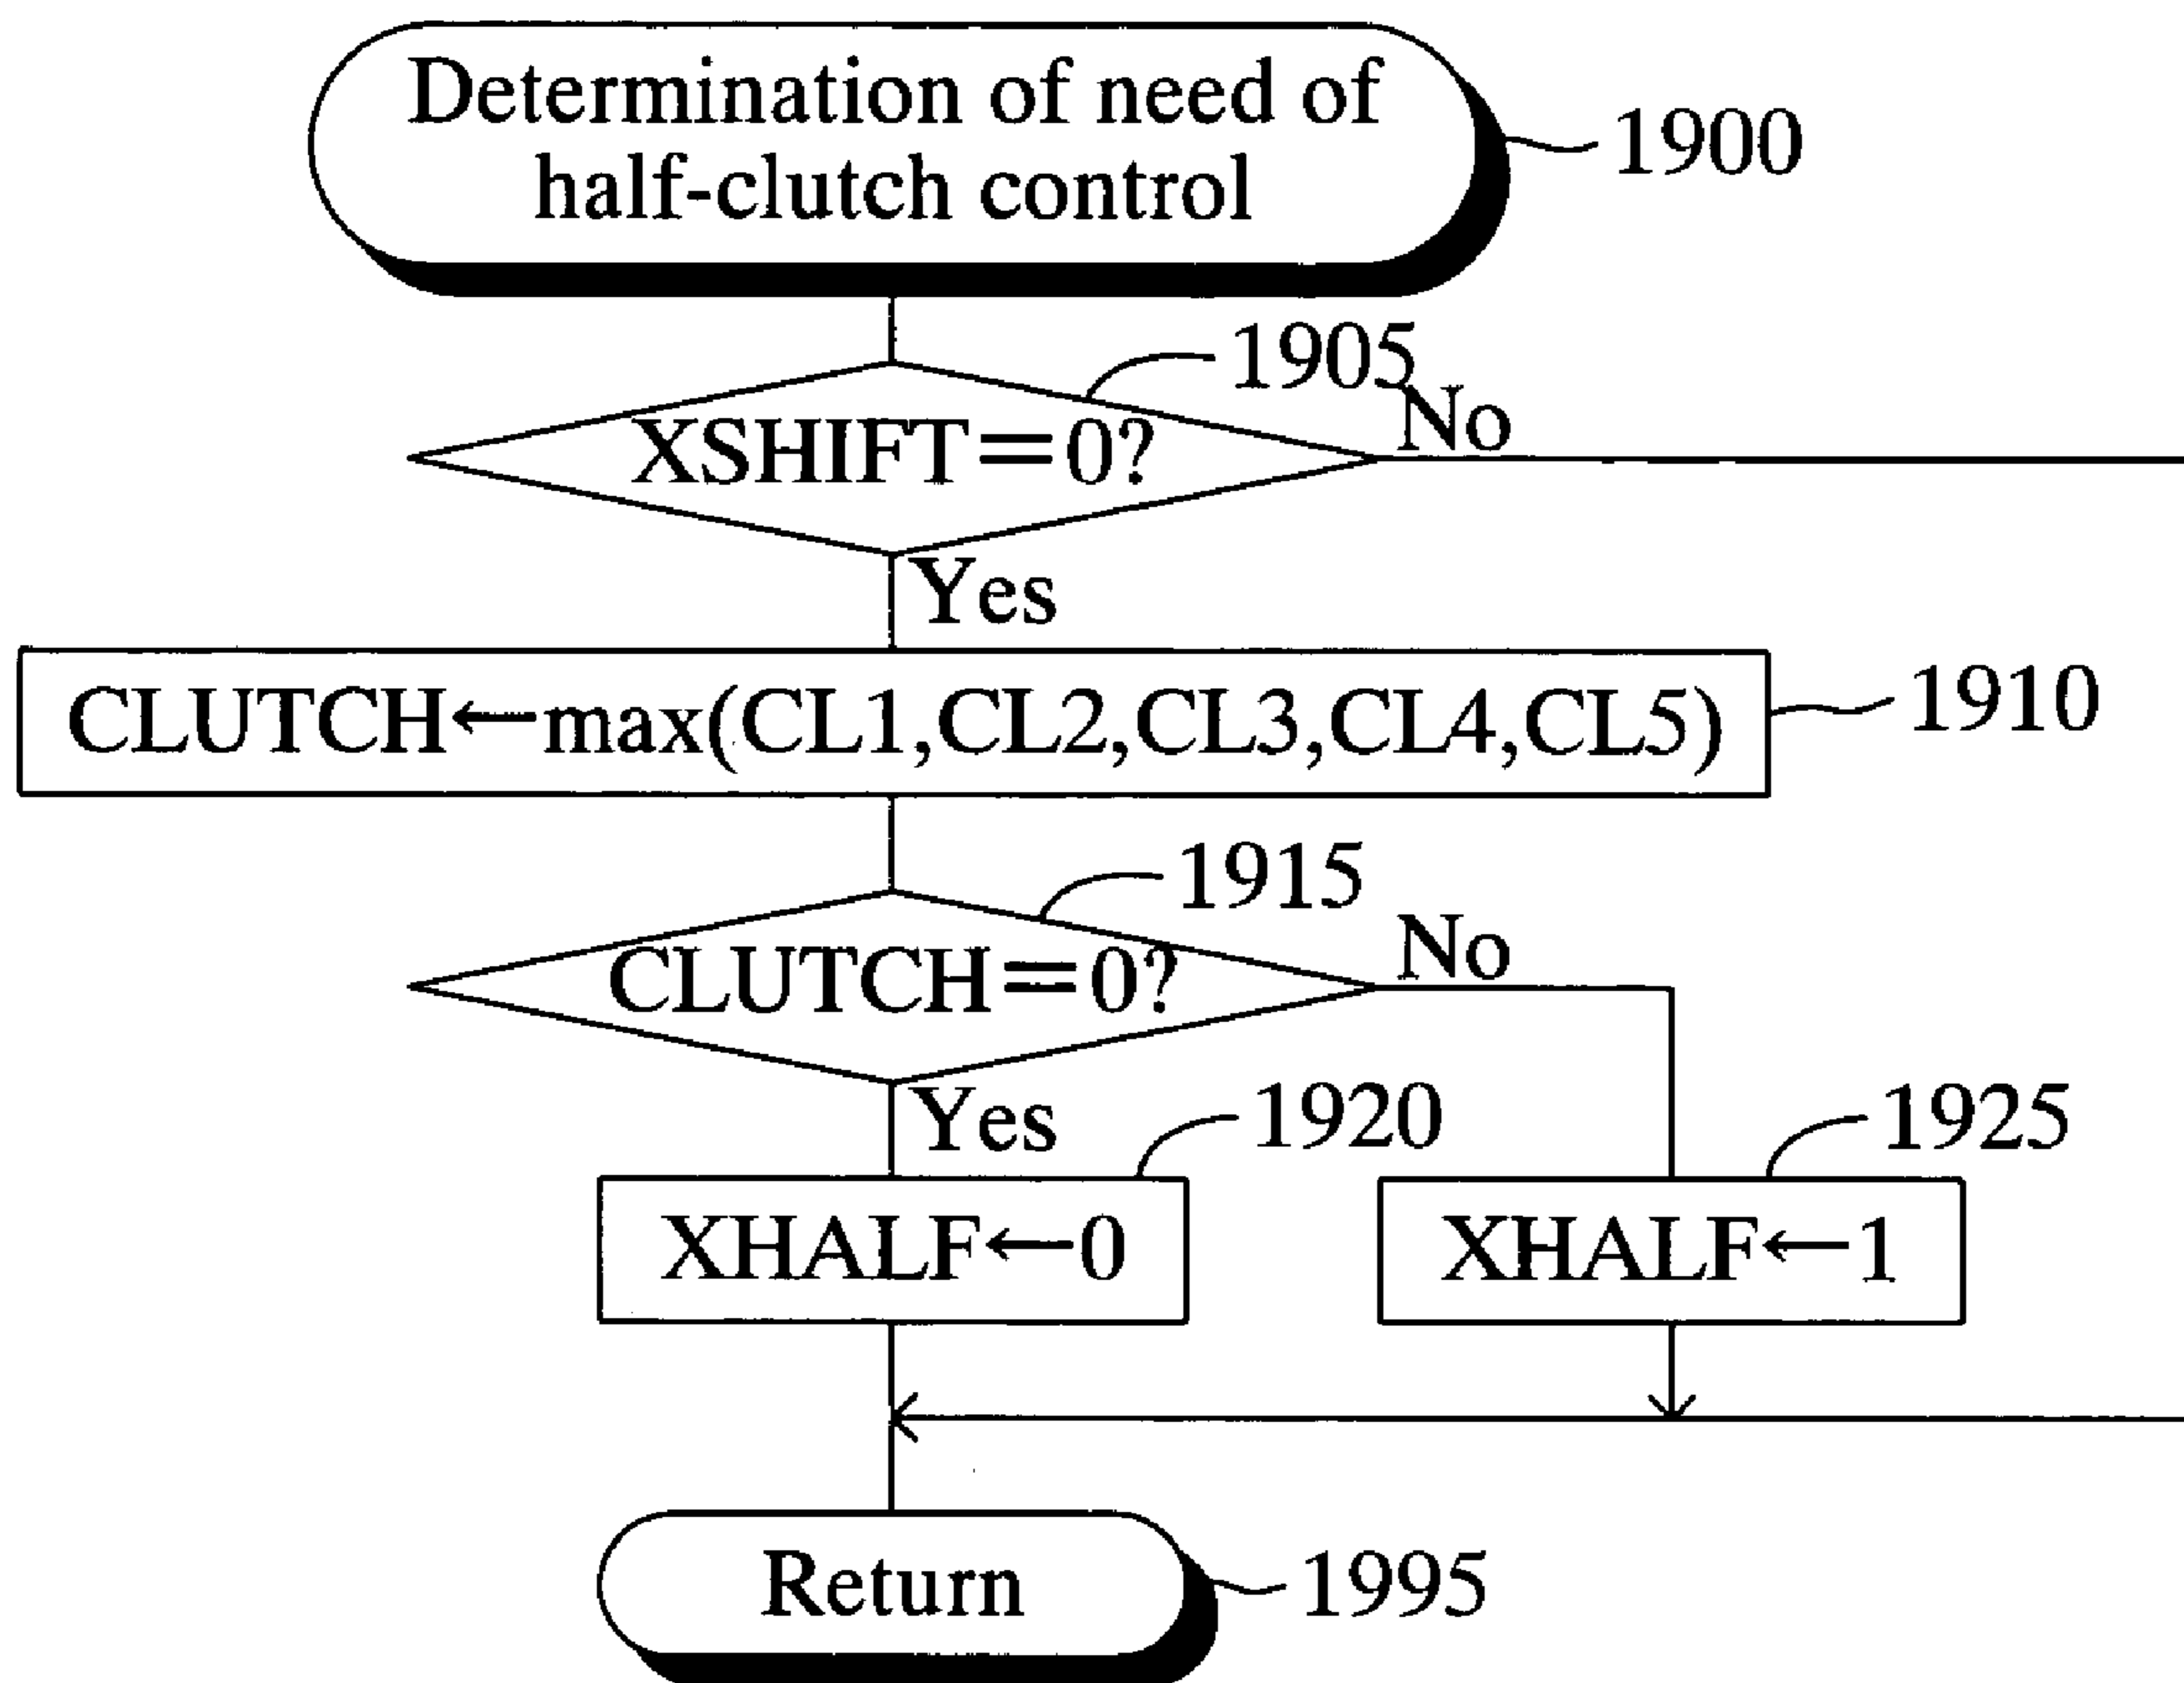 Determination of need of
half-clutch control
1900
1905
XSHIFT=0?
No
Yes
CLUTCH←max(CL1,CL2,CL3,CL4,CL5)
1910
1915
CLUTCH=0?
No
Yes
1920
1925
XHALF←0
XHALF←1
Return
1995